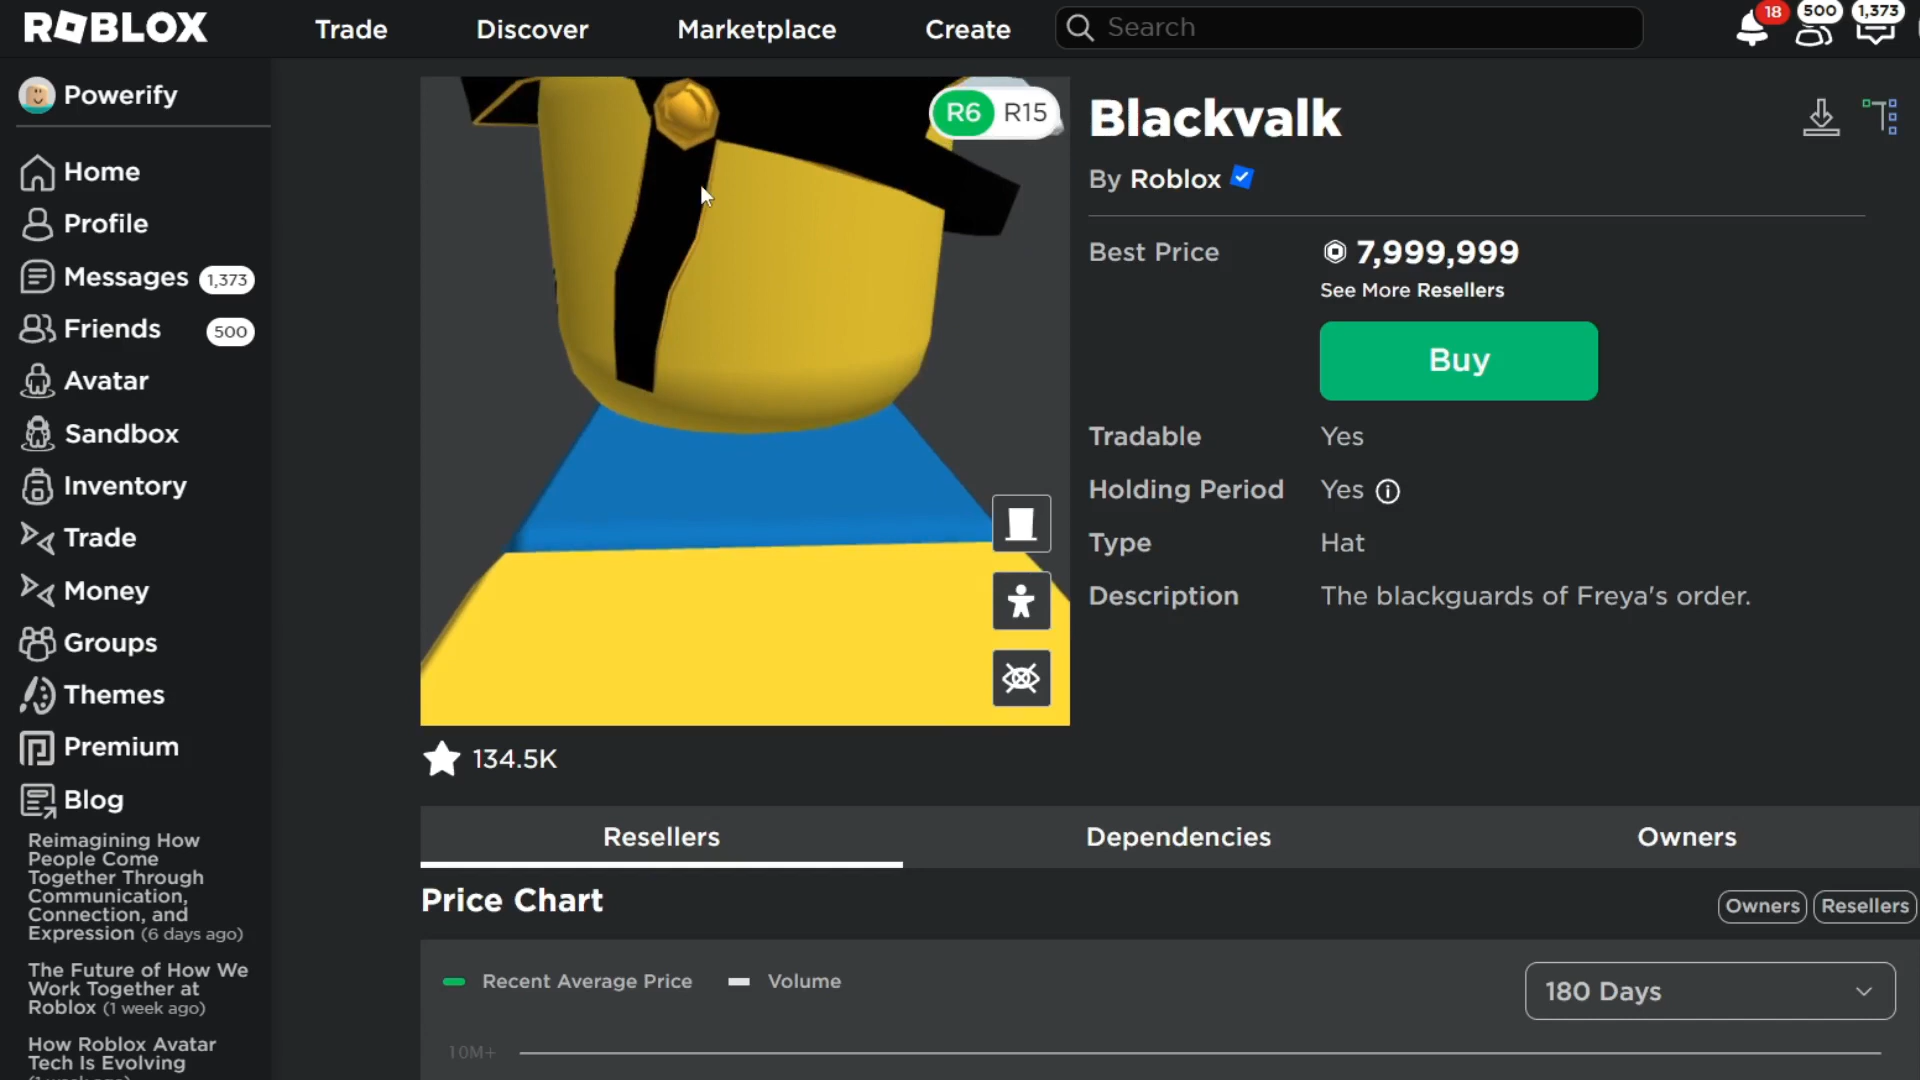 ROBLOX
Trade
Discover
Marketplace
Create
Search
18
500
1,373
Powerify
Home
Profile
Messages 1,373
Friends 500
Avatar
Sandbox
Inventory
Trade
Money
Groups
Themes
Premium
Blog
Reimagining How
People Come
Together Through
Communication,
Connection, and
Expression (6 days ago)
The Future of How We
Work Together at
Roblox (1 week ago)
How Roblox Avatar
Tech Is Evolving
R6 R15
134.5K
Blackvalk
By Roblox
Best Price
7,999,999
See More Resellers
Buy
Tradable Yes
Holding Period Yes
Type Hat
Description The blackguards of Freya's order.
Resellers
Dependencies
Owners
Price Chart
Owners
Resellers
Recent Average Price
Volume
180 Days
10M+